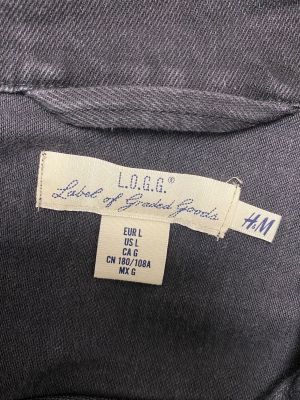 L.O.G.G.®
Label of Graded Goods
H&M
EUR L
US L
CA G
CN 180/108A
MX G